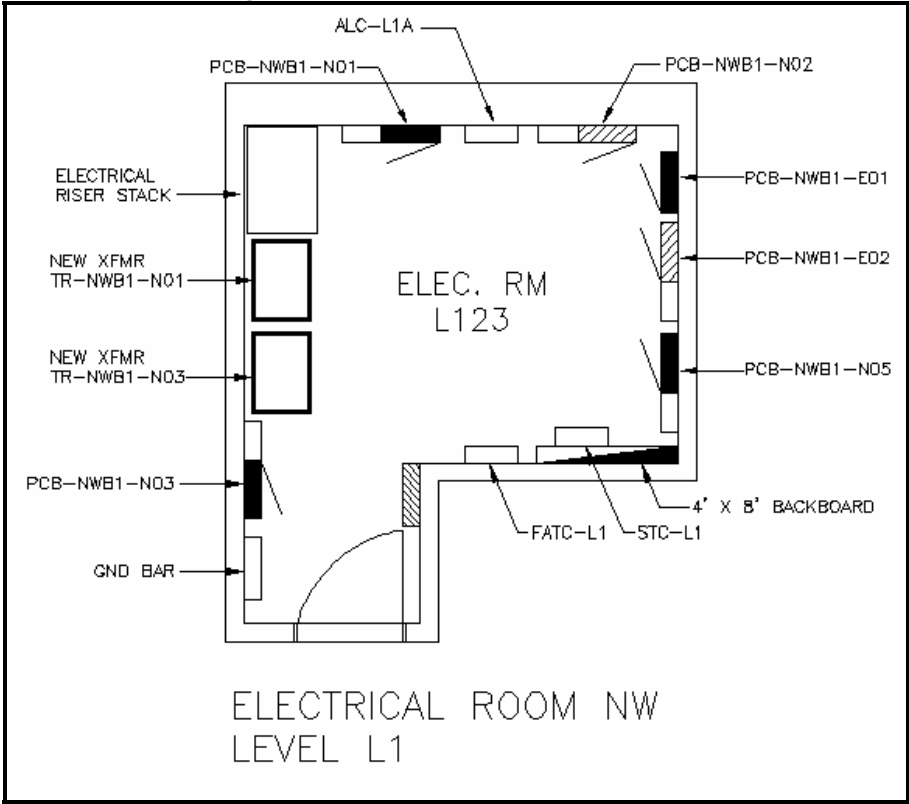 ALC-L1A
PCB-NWB1-N01
PCB-NWB1-N02
ELECTRICAL
RISER STACK
PCB-NWB1-E01
NEW XFMR
TR-NWB1-N01
PCB-NWB1-E02
ELEC. RM
L123
NEW XFMR
TR-NWB1-N03
PCB-NWB1-N05
PCB-NWB1-N03
4' X 8' BACKBOARD
FATC-L1
STC-L1
GND BAR
ELECTRICAL ROOM NW
LEVEL L1